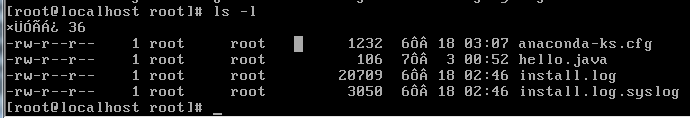 [root@localhost root]# ls -l
×ÜÓÃÁ¿ 36
-rw-r--r-- 1 root root 1232 6ÔÂ 18 03:07 anaconda-ks.cfg
-rw-r--r-- 1 root root 106 7ÔÂ 3 00:52 hello.java
-rw-r--r-- 1 root root 20709 6ÔÂ 18 02:46 install.log
-rw-r--r-- 1 root root 3050 6ÔÂ 18 02:46 install.log.syslog
[root@localhost root]# _